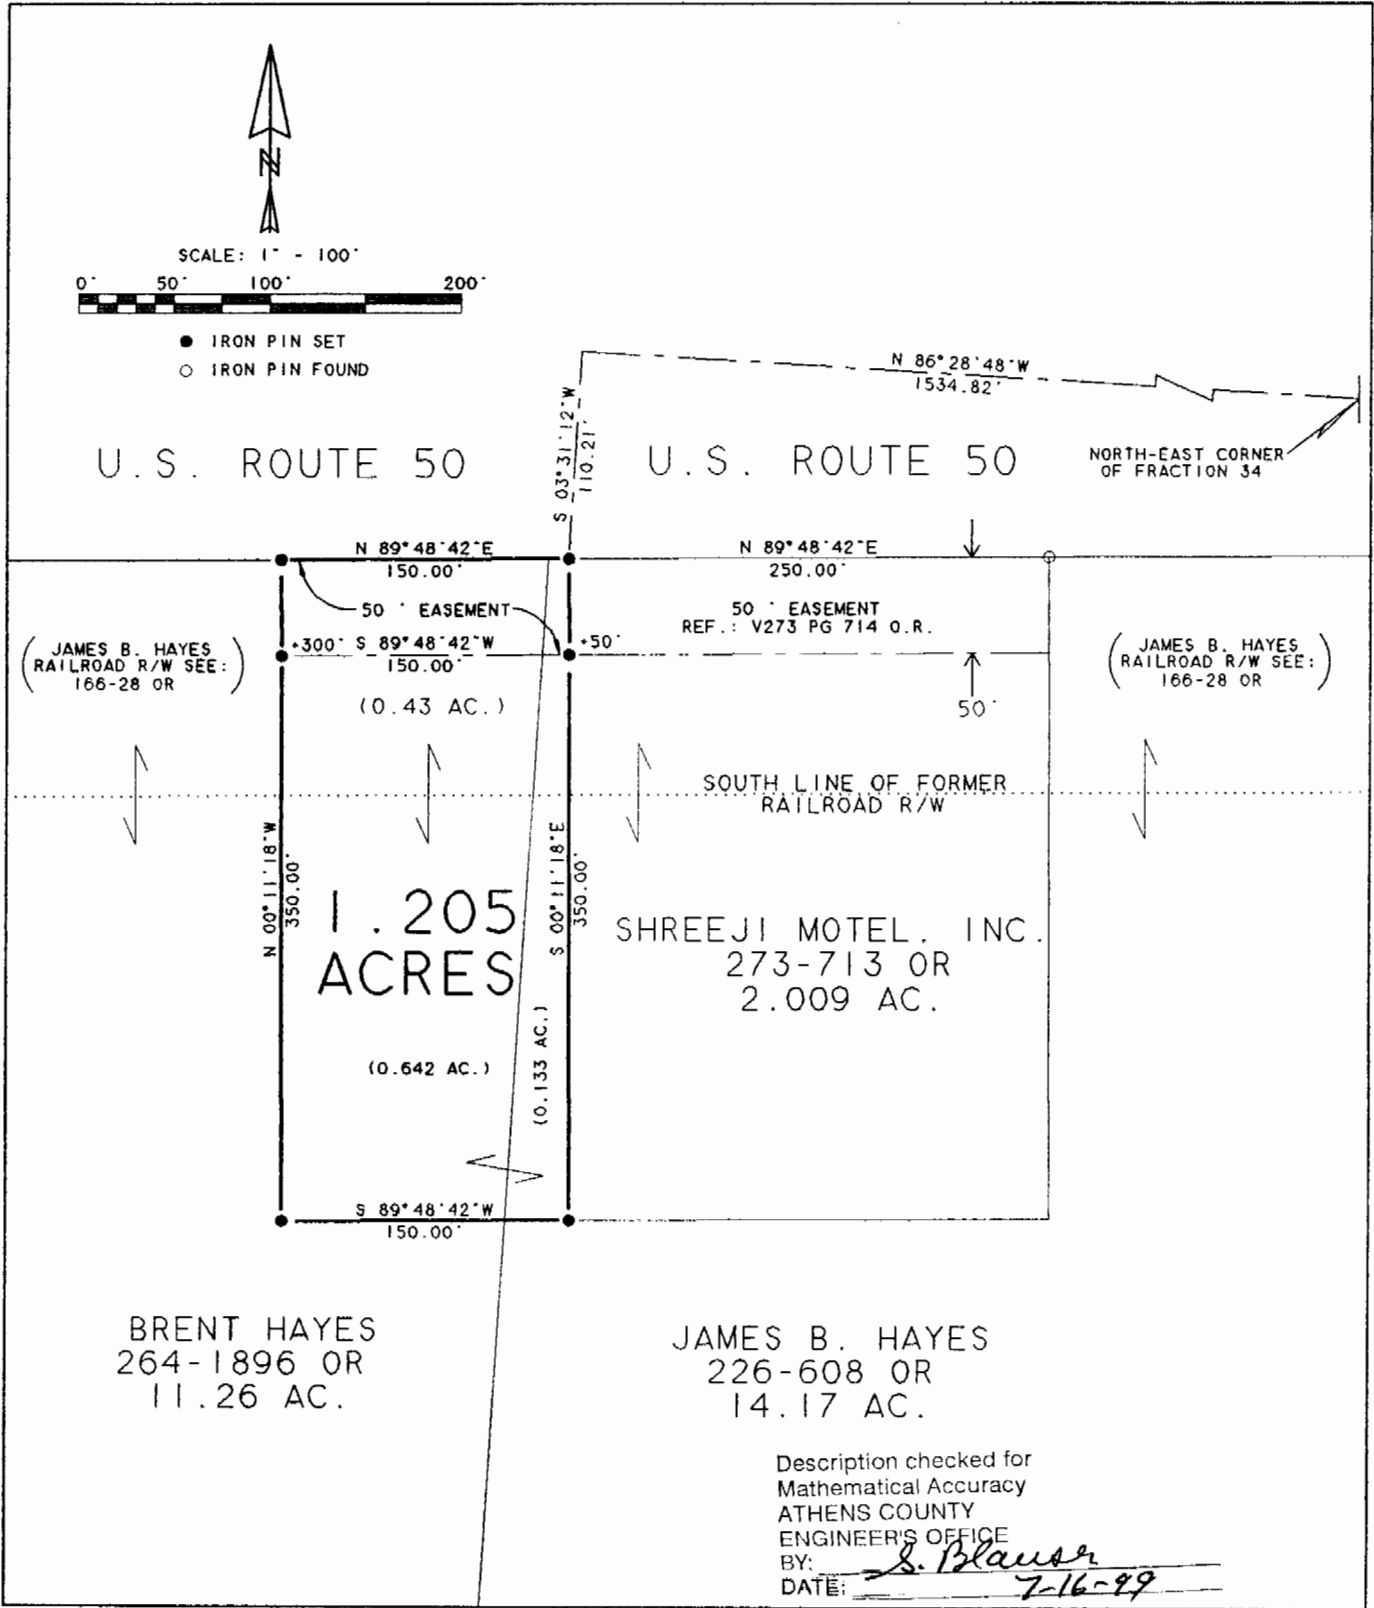 N
SCALE: 1" - 100'
0' 50' 100' 200'
● IRON PIN SET
○ IRON PIN FOUND
N 86°28'48"W
1534.82'
NORTH-EAST CORNER
OF FRACTION 34
S 03°31'12"W
110.21'
U.S. ROUTE 50
U.S. ROUTE 50
N 89°48'42"E
150.00'
N 89°48'42"E
250.00'
50 ' EASEMENT
50 ' EASEMENT
REF.: V273 PG 714 O.R.
(JAMES B. HAYES
RAILROAD R/W SEE:
166-28 OR)
+300'
S 89°48'42"W
150.00'
+50'
(JAMES B. HAYES
RAILROAD R/W SEE:
166-28 OR)
(0.43 AC.)
50'
SOUTH LINE OF FORMER
RAILROAD R/W
N 00°11'18"W
350.00'
S 00°11'18"E
350.00'
1.205
ACRES
SHREEJI MOTEL, INC.
273-713 OR
2.009 AC.
(0.642 AC.)
(0.133 AC.)
S 89°48'42"W
150.00'
BRENT HAYES
264-1896 OR
11.26 AC.
JAMES B. HAYES
226-608 OR
14.17 AC.
Description checked for
Mathematical Accuracy
ATHENS COUNTY
ENGINEER'S OFFICE
BY: S. Blauser
DATE: 7-16-99